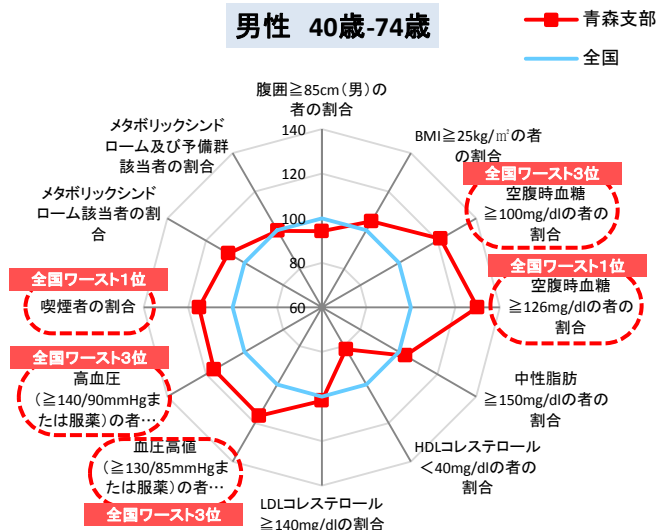 男性 40歳-74歳
青森支部
全国
腹囲≧85cm（男）の
者の割合
BMI≧25kg/㎡の者
の割合
全国ワースト3位
空腹時血糖
≧100mg/dlの者の
割合
全国ワースト1位
空腹時血糖
≧126mg/dlの者の
割合
中性脂肪
≧150mg/dlの者の
割合
HDLコレステロール
＜40mg/dlの者の
割合
LDLコレステロール
≧140mg/dlの割合
血圧高値
（≧130/85mmHgま
たは服薬）の者…
全国ワースト3位
全国ワースト3位
高血圧
（≧140/90mmHgま
たは服薬）の者…
全国ワースト1位
喫煙者の割合
メタボリックシンド
ローム該当者の割
合
メタボリックシンド
ローム及び予備群
該当者の割合
140
120
100
80
60